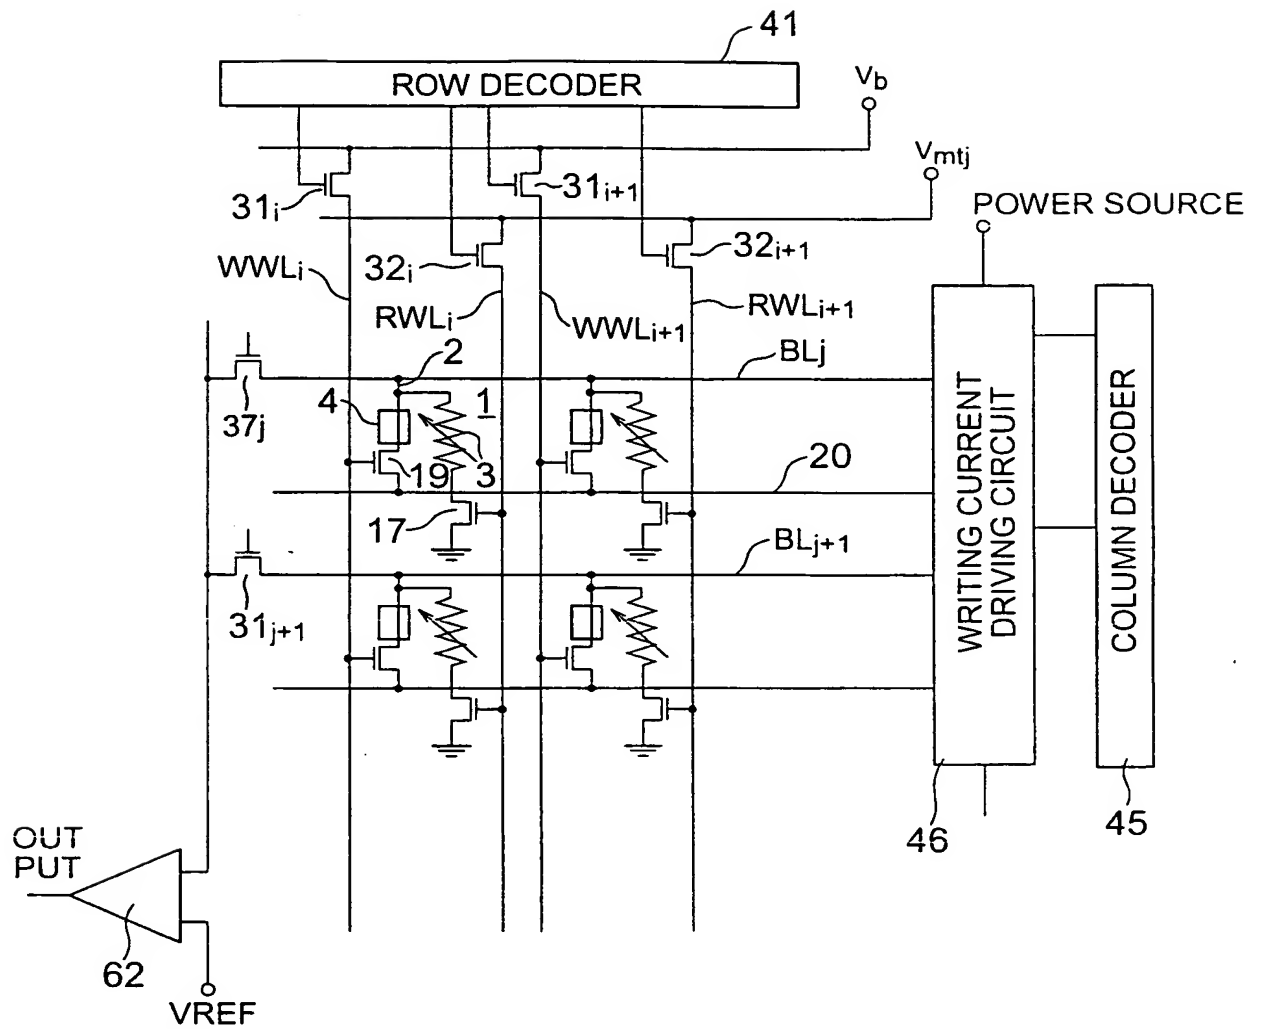 41
ROW DECODER
Vb
Vmtj
31i
31i+1
POWER SOURCE
WWLi
32i
32i+1
RWLi
WWLi+1
RWLi+1
2
BLj
4
1
37j
19
3
20
17
BLj+1
31j+1
WRITING CURRENT
DRIVING CIRCUIT
COLUMN DECODER
46
45
OUT
PUT
62
VREF